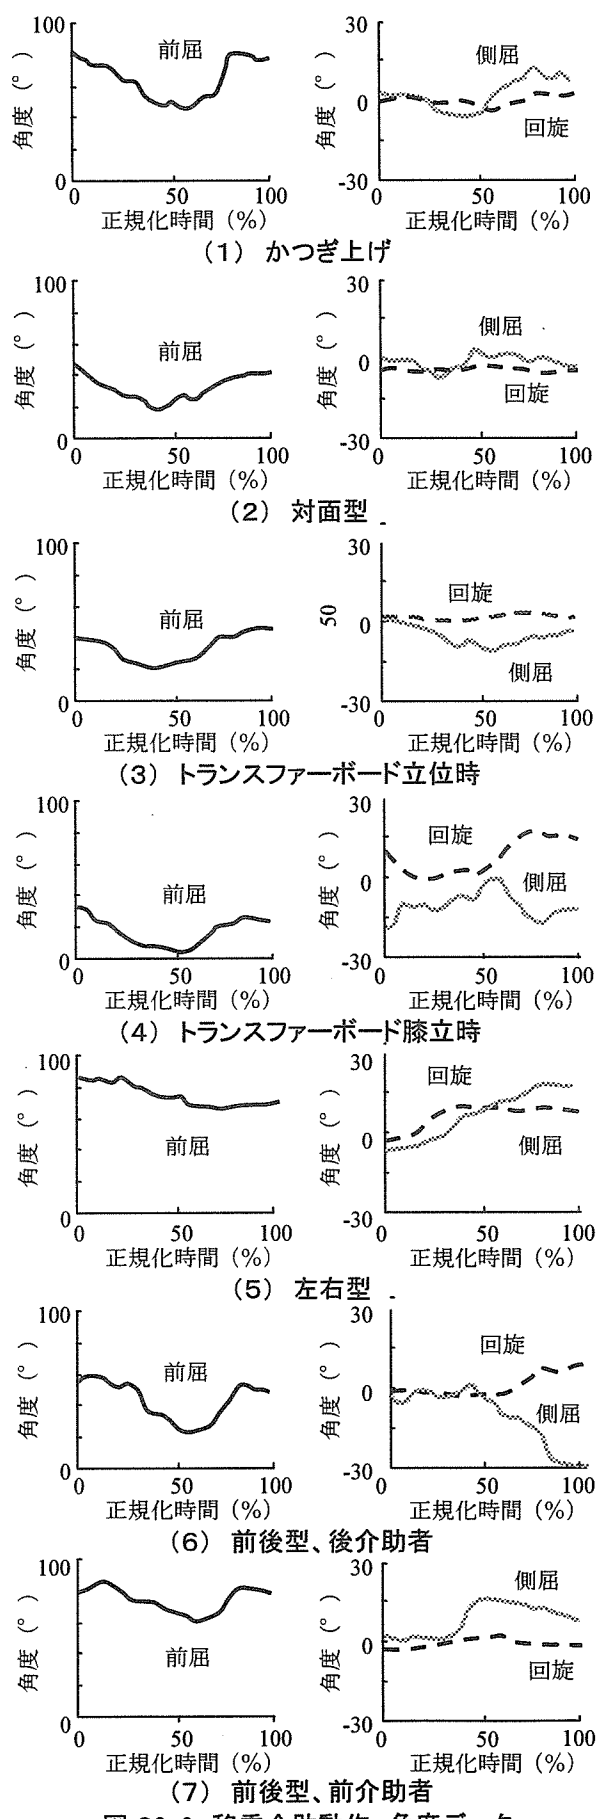 100
角度（°）
前屈
0
0 50 100
正規化時間（%）
30
角度（°）
側屈
0
回旋
-30
0 50 100
正規化時間（%）
（1） かつぎ上げ
100
角度（°）
前屈
0
0 50 100
正規化時間（%）
30
角度（°）
側屈
0
回旋
-30
0 50 100
正規化時間（%）
（2） 対面型
100
角度（°）
前屈
0
0 50 100
正規化時間（%）
30
50
回旋
0
側屈
-30
0 50 100
正規化時間（%）
（3） トランスファーボード立位時
100
角度（°）
前屈
0
0 50 100
正規化時間（%）
30
角度（°）
回旋
0
側屈
-30
0 50 100
正規化時間（%）
（4） トランスファーボード膝立時
100
角度（°）
前屈
0
0 50 100
正規化時間（%）
30
角度（°）
回旋
0
側屈
-30
0 50 100
正規化時間（%）
（5） 左右型
100
角度（°）
前屈
0
0 50 100
正規化時間（%）
30
角度（°）
回旋
0
側屈
-30
0 50 100
正規化時間（%）
（6） 前後型、後介助者
100
角度（°）
前屈
0
0 50 100
正規化時間（%）
30
角度（°）
側屈
0
回旋
-30
0 50 100
正規化時間（%）
（7） 前後型、前介助者